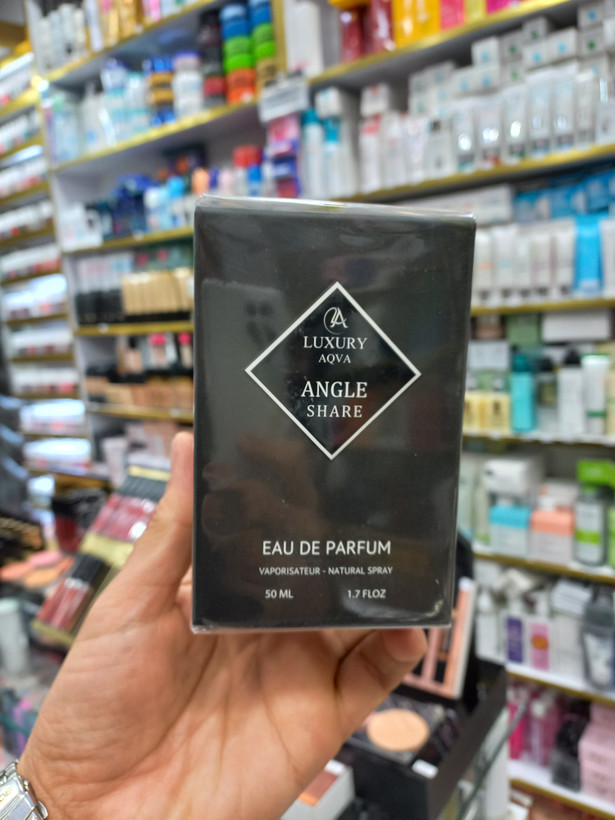 LA
LUXURY
AQVA
ANGLE
SHARE
EAU DE PARFUM
VAPORISATEUR - NATURAL SPRAY
50 ML 1.7 FLOZ